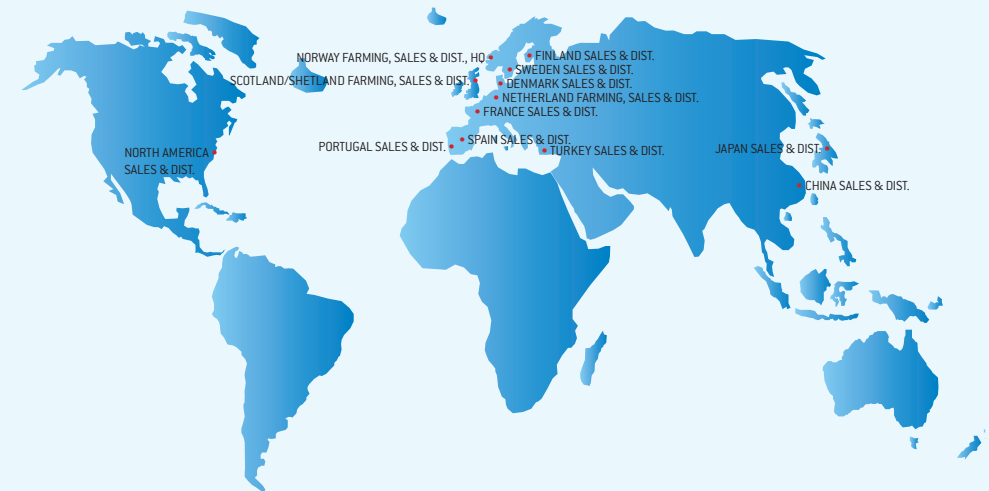 NORWAY FARMING, SALES & DIST., HQ.
FINLAND SALES & DIST.
SWEDEN SALES & DIST.
SCOTLAND/SHETLAND FARMING, SALES & DIST.
DENMARK SALES & DIST.
NETHERLAND FARMING, SALES & DIST.
FRANCE SALES & DIST.
PORTUGAL SALES & DIST.
SPAIN SALES & DIST.
TURKEY SALES & DIST.
JAPAN SALES & DIST.
NORTH AMERICA
SALES & DIST.
CHINA SALES & DIST.